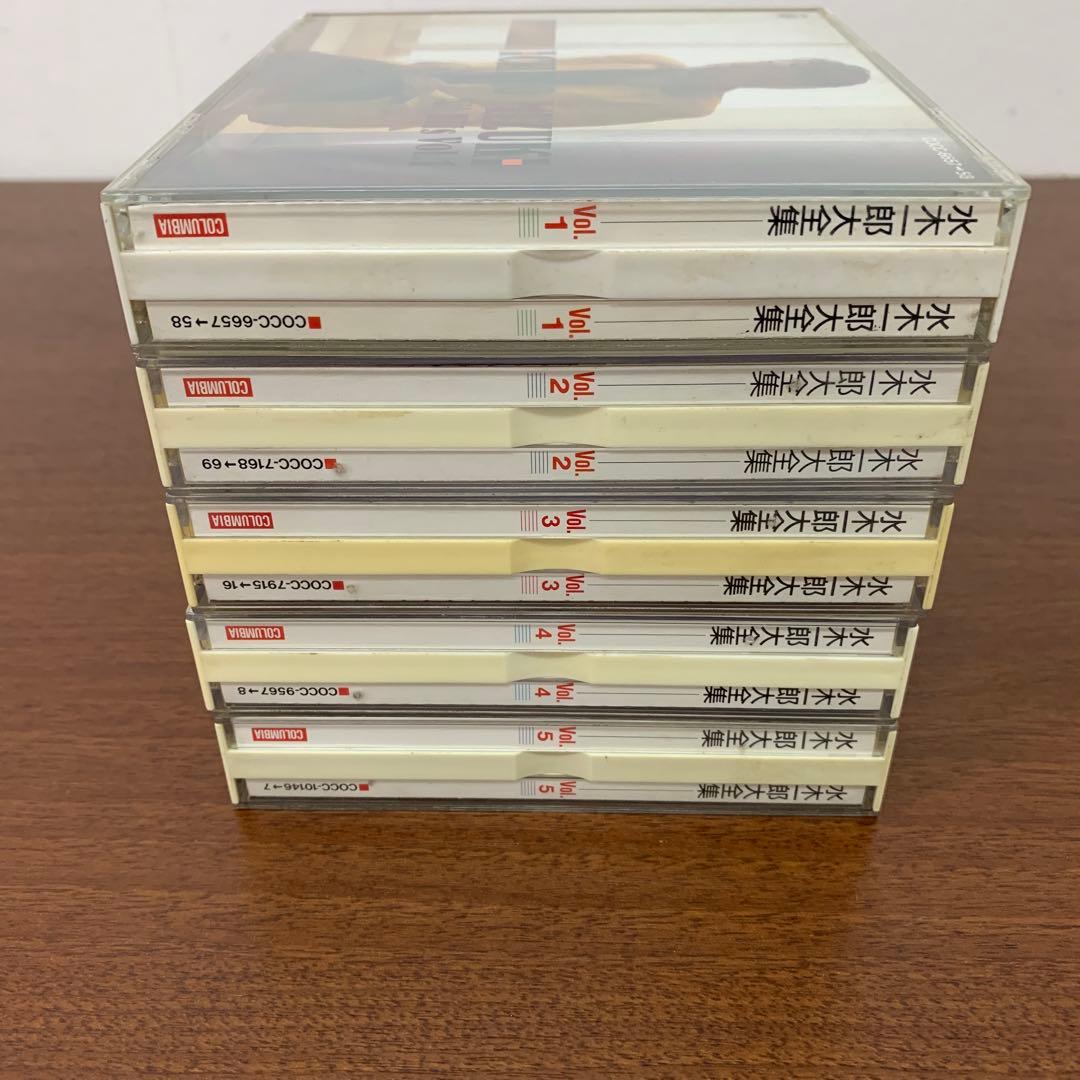 COCC-6657→58
水木一郎大全集 Vol. 1 COLUMBIA
水木一郎大全集 Vol. 1 COCC-6657→58
水木一郎大全集 Vol. 2 COLUMBIA
水木一郎大全集 Vol. 2 COCC-7168→69
水木一郎大全集 Vol. 3 COLUMBIA
水木一郎大全集 Vol. 3 COCC-7915→16
水木一郎大全集 Vol. 4 COLUMBIA
水木一郎大全集 Vol. 4 COCC-9567→8
水木一郎大全集 Vol. 5 COLUMBIA
水木一郎大全集 Vol. 5 COCC-10146→7